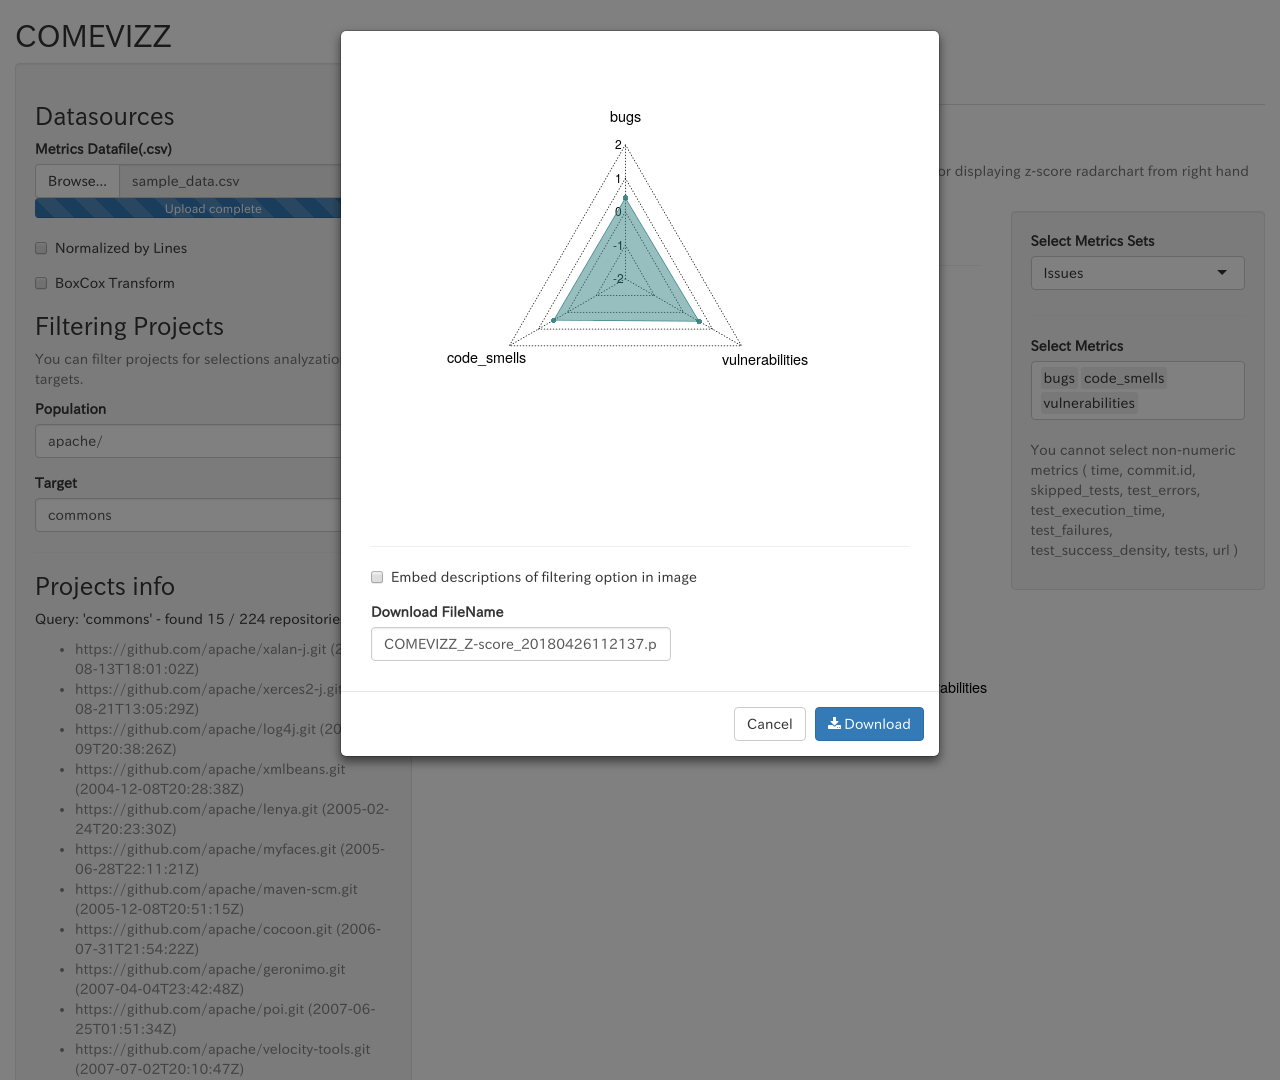 COMEVIZZ
Datasources
Metrics Datafile(.csv)
Browse...
sample_data.csv
Upload complete
Normalized by Lines
BoxCox Transform
Filtering Projects
You can filter projects for selections analyzatio
targets.
Population
apache/
Target
commons
Projects info
Query: 'commons' - found 15 / 224 repositorie
https://github.com/apache/xalan-j.git (2
08-13T18:01:02Z)
https://github.com/apache/xerces2-j.git
08-21T13:05:29Z)
https://github.com/apache/log4j.git (20
09T20:38:26Z)
https://github.com/apache/xmlbeans.git
(2004-12-08T20:28:38Z)
https://github.com/apache/lenya.git (2005-02-
24T20:23:30Z)
https://github.com/apache/myfaces.git (2005-
06-28T22:11:21Z)
https://github.com/apache/maven-scm.git
(2005-12-08T20:51:15Z)
https://github.com/apache/cocoon.git (2006-
07-31T21:54:22Z)
https://github.com/apache/geronimo.git
(2007-04-04T23:42:48Z)
https://github.com/apache/poi.git (2007-06-
25T01:51:34Z)
https://github.com/apache/velocity-tools.git
(2007-07-02T20:10:47Z)
bugs
2
1
0
-1
-2
code_smells
vulnerabilities
Embed descriptions of filtering option in image
Download FileName
COMEVIZZ_Z-score_20180426112137.p
Cancel
Download
or displaying z-score radarchart from right hand
Select Metrics Sets
Issues
Select Metrics
bugs code_smells
vulnerabilities
You cannot select non-numeric
metrics ( time, commit.id,
skipped_tests, test_errors,
test_execution_time,
test_failures,
test_success_density, tests, url )
abilities